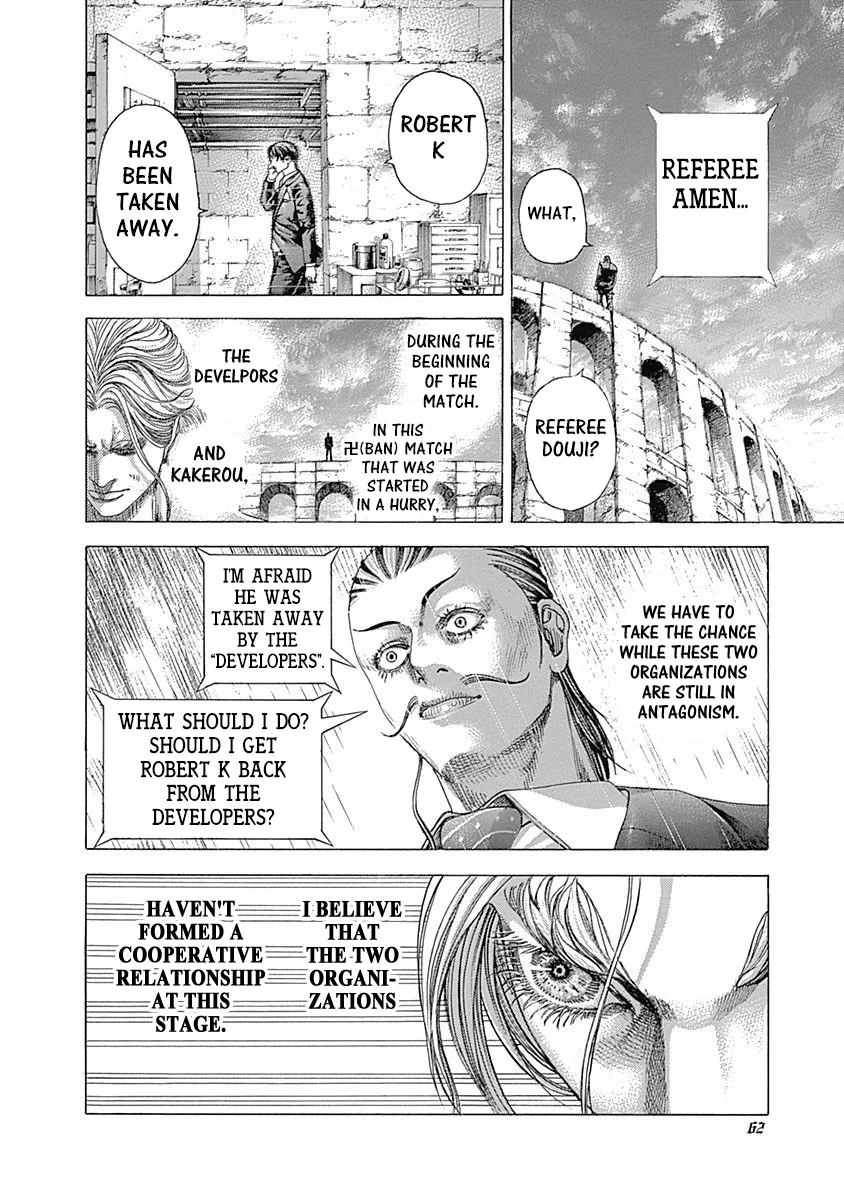 REFEREE
AMEN...
WHAT,
REFEREE
DOUJI?
ROBERT
K
HAS
BEEN
TAKEN
AWAY.
DURING THE
BEGINNING
OF THE
MATCH.
IN THIS
卍(BAN) MATCH
THAT WAS
STARTED
IN A HURRY,
THE
DEVELPORS
AND
KAKEROU,
WE HAVE TO
TAKE THE CHANCE
WHILE THESE TWO
ORGANIZATIONS
ARE STILL IN
ANTAGONISM.
I'M AFRAID
HE WAS
TAKEN AWAY
BY THE
"DEVELOPERS".
WHAT SHOULD I DO?
SHOULD I GET
ROBERT K BACK
FROM THE
DEVELOPERS?
I BELIEVE
THAT
THE TWO
ORGANI-
ZATIONS
HAVEN'T
FORMED A
COOPERATIVE
RELATIONSHIP
AT THIS
STAGE.
62